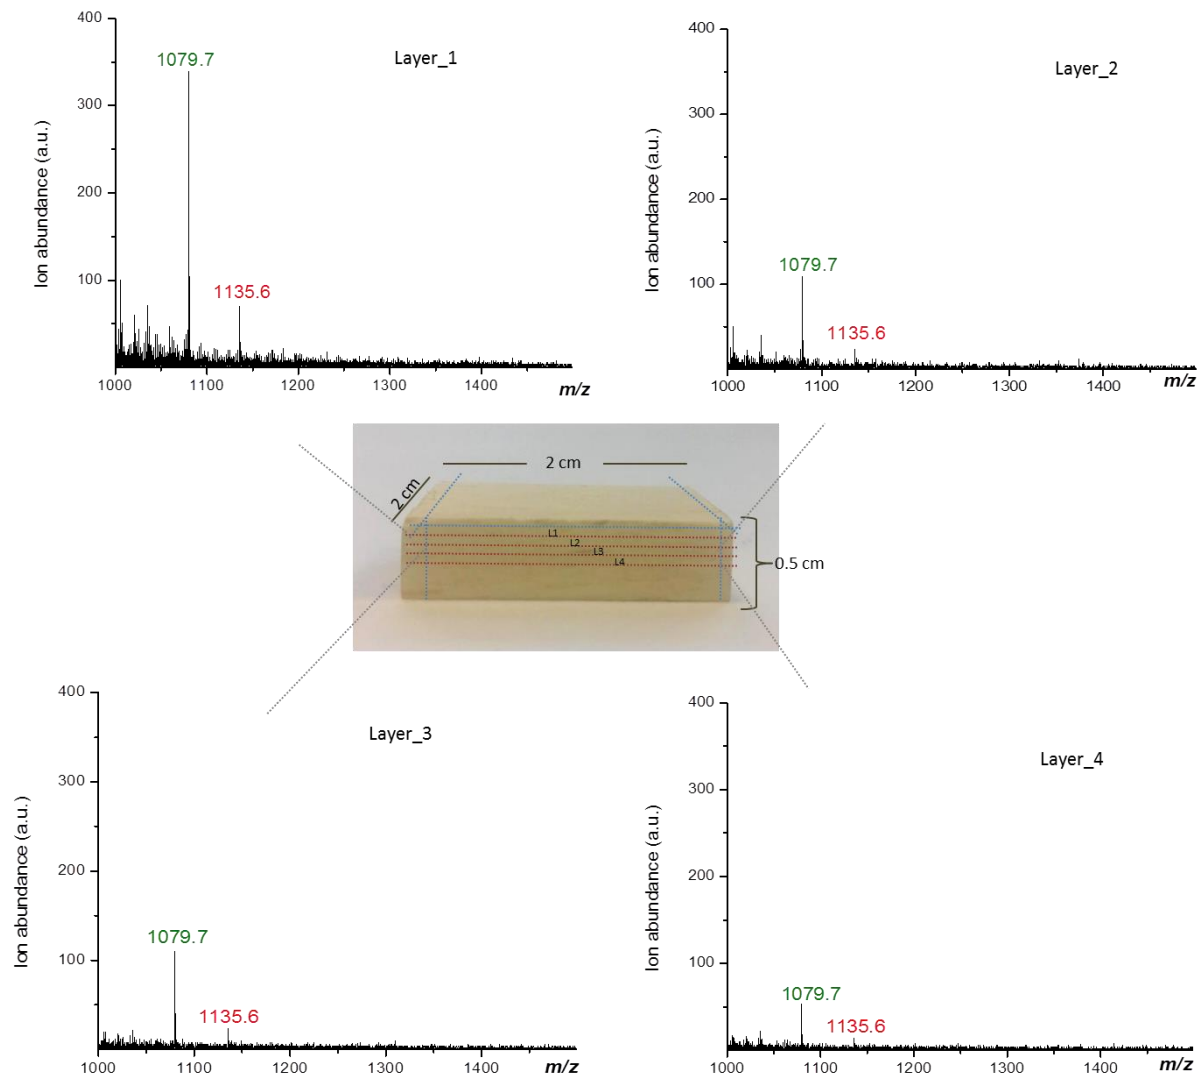 Layer_1
Ion abundance (a.u.)
400
300
200
100
1079.7
1135.6
1000 1100 1200 1300 1400
m/z
Layer_2
Ion abundance (a.u.)
400
300
200
100
1079.7
1135.6
1000 1100 1200 1300 1400
m/z
2 cm
2 cm
L1
L2
L3
L4
0.5 cm
Layer_3
Ion abundance (a.u.)
400
300
200
100
1079.7
1135.6
1000 1100 1200 1300 1400
m/z
Layer_4
Ion abundance (a.u.)
400
300
200
100
1079.7
1135.6
1000 1100 1200 1300 1400
m/z